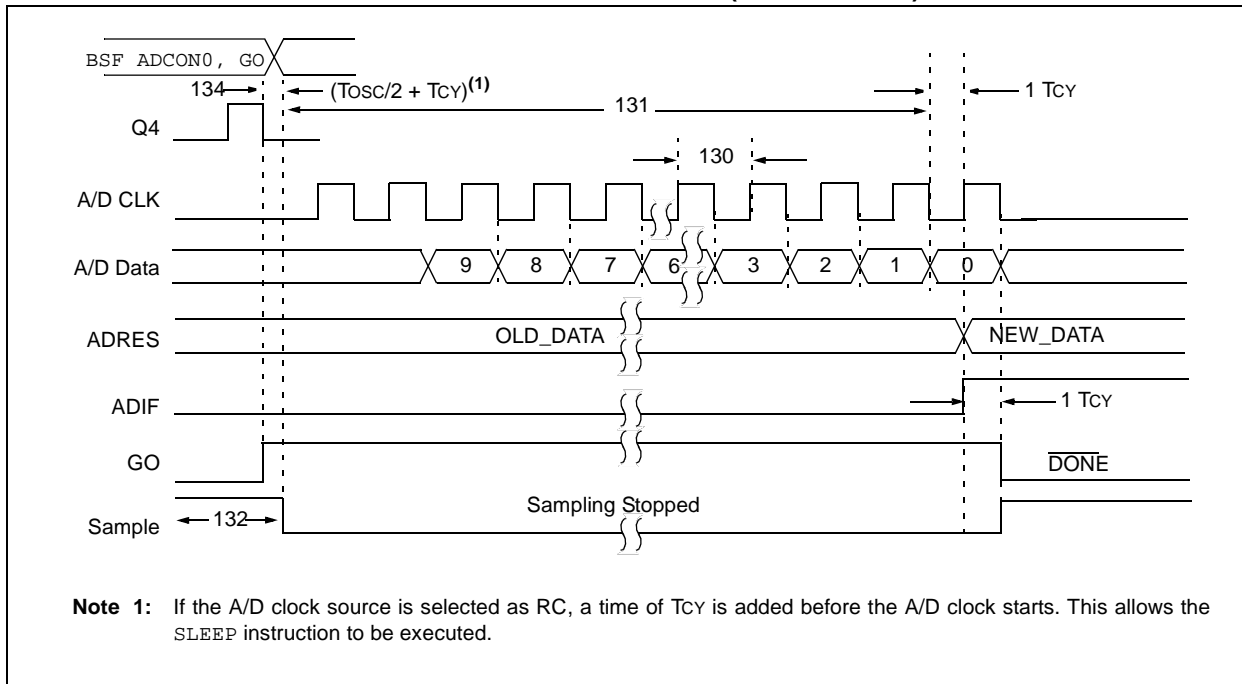 BSF ADCON0, GO
134
(TOSC/2 + TCY)(1)
131
1 TCY
Q4
130
A/D CLK
A/D Data
9
8
7
6
3
2
1
0
ADRES
OLD_DATA
NEW_DATA
ADIF
1 TCY
GO
DONE
Sampling Stopped
Sample
132
Note 1: If the A/D clock source is selected as RC, a time of TCY is added before the A/D clock starts. This allows the
SLEEP instruction to be executed.